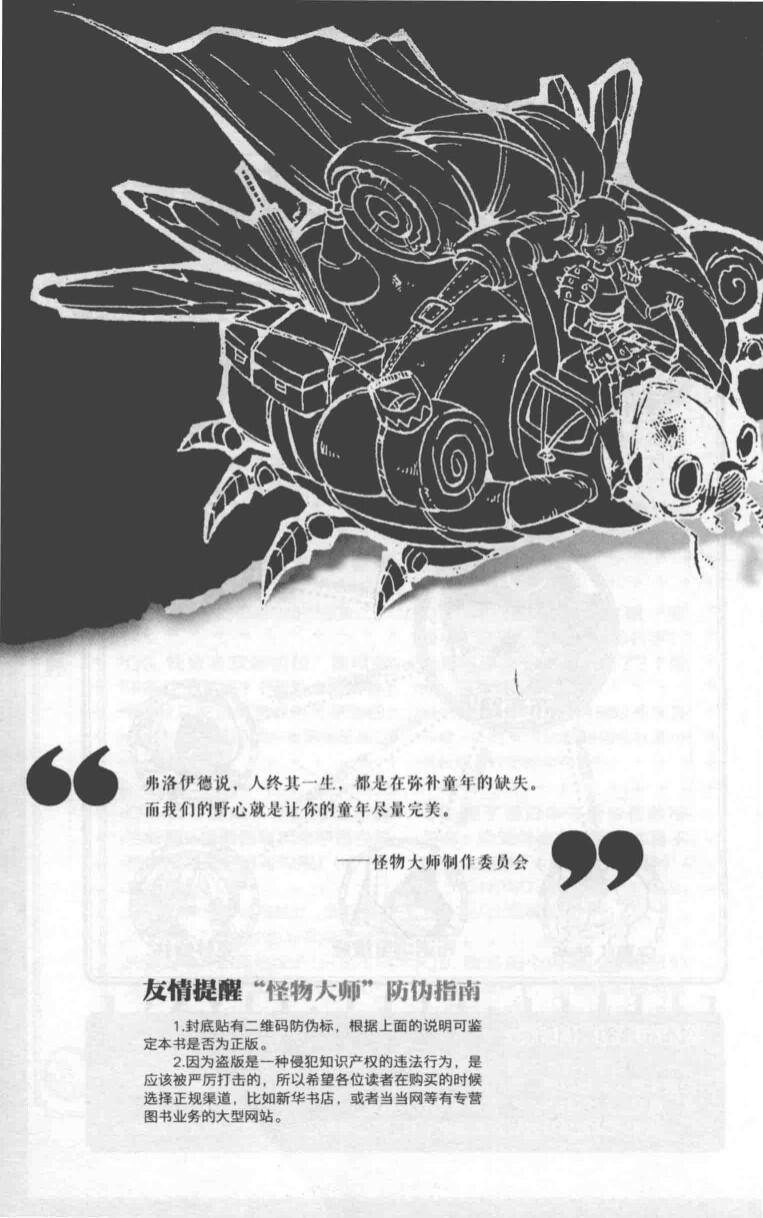 弗洛伊德说，人终其一生，都是在弥补童年的缺失。
而我们的野心就是让你的童年尽量完美。
——怪物大师制作委员会
友情提醒“怪物大师”防伪指南
1.封底贴有二维码防伪标，根据上面的说明可鉴
定本书是否为正版。
2.因为盗版是一种侵犯知识产权的违法行为，是
应该被严厉打击的，所以希望各位读者在购买的时候
选择正规渠道，比如新华书店，或者当当网等有专营
图书业务的大型网站。